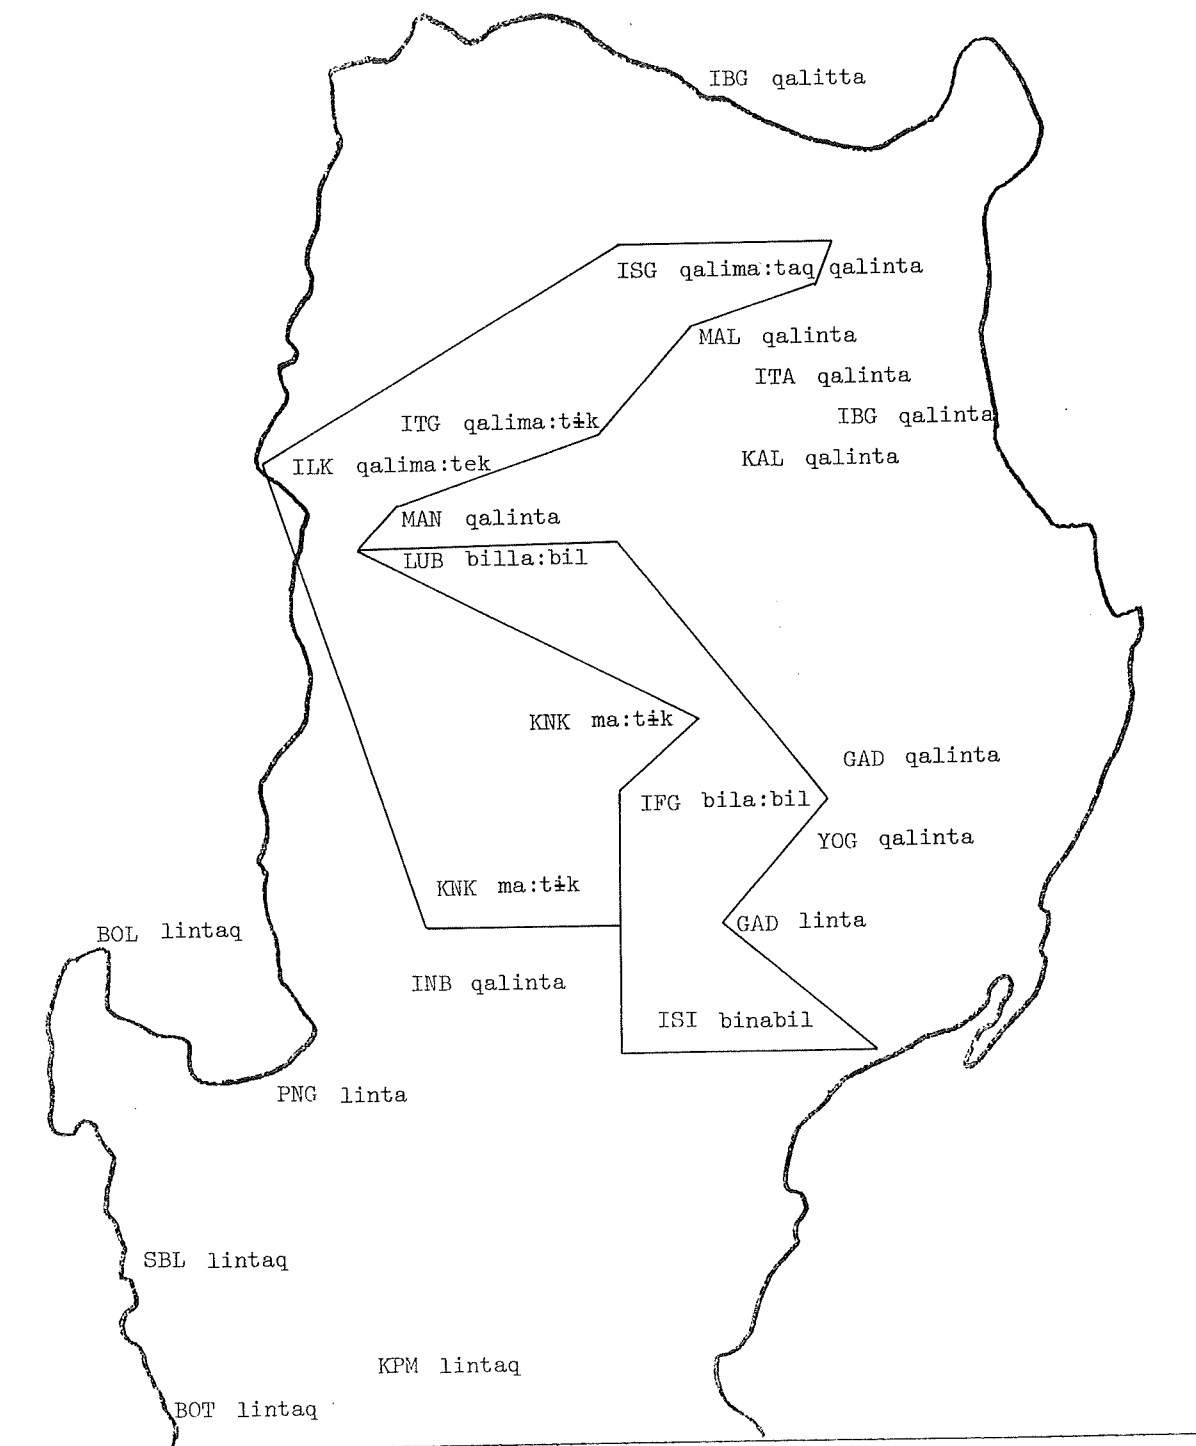 IBG qalitta
ISG qalima:taq/qalinta
MAL qalinta
ITA qalinta
IBG qalinta
ITG qalima:tɨk
KAL qalinta
ILK qalima:tek
MAN qalinta
LUB billa:bil
KNK ma:tɨk
GAD qalinta
IFG bila:bil
YOG qalinta
KNK ma:tɨk
GAD linta
BOL lintaq
INB qalinta
ISI binabil
PNG linta
SBL lintaq
KPM lintaq
BOT lintaq